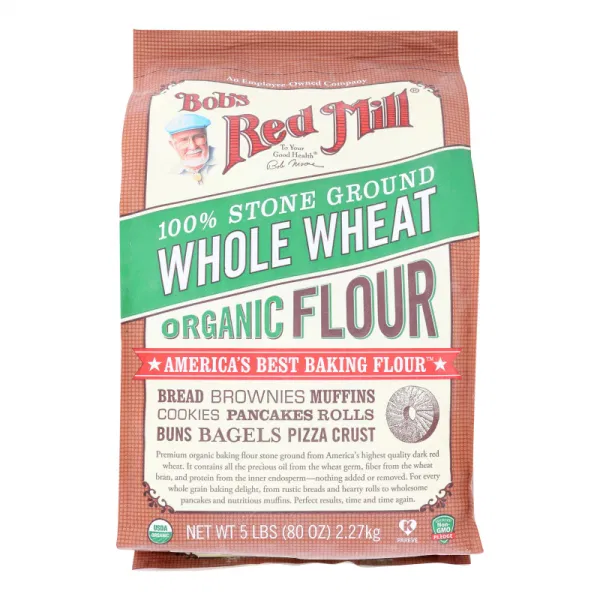 An Employee-Owned Company
Bob's
Red Mill®
To Your
Good Health®
Bob Moore
100% STONE GROUND
WHOLE WHEAT
ORGANIC FLOUR
★ AMERICA'S BEST BAKING FLOUR™ ★
BREAD BROWNIES MUFFINS
COOKIES PANCAKES ROLLS
BUNS BAGELS PIZZA CRUST
Premium organic baking flour stone ground from America's highest quality dark red
wheat. It contains all the precious oil from the wheat germ, fiber from the wheat
bran, and protein from the inner endosperm—nothing added or removed. For every
whole grain baking delight, from rustic breads and hearty rolls to wholesome
pancakes and nutritious muffins. Perfect results, time and time again.
USDA
ORGANIC
NET WT 5 LBS (80 OZ) 2.27kg
K
PAREVE
Non
GMO
PLEDGE